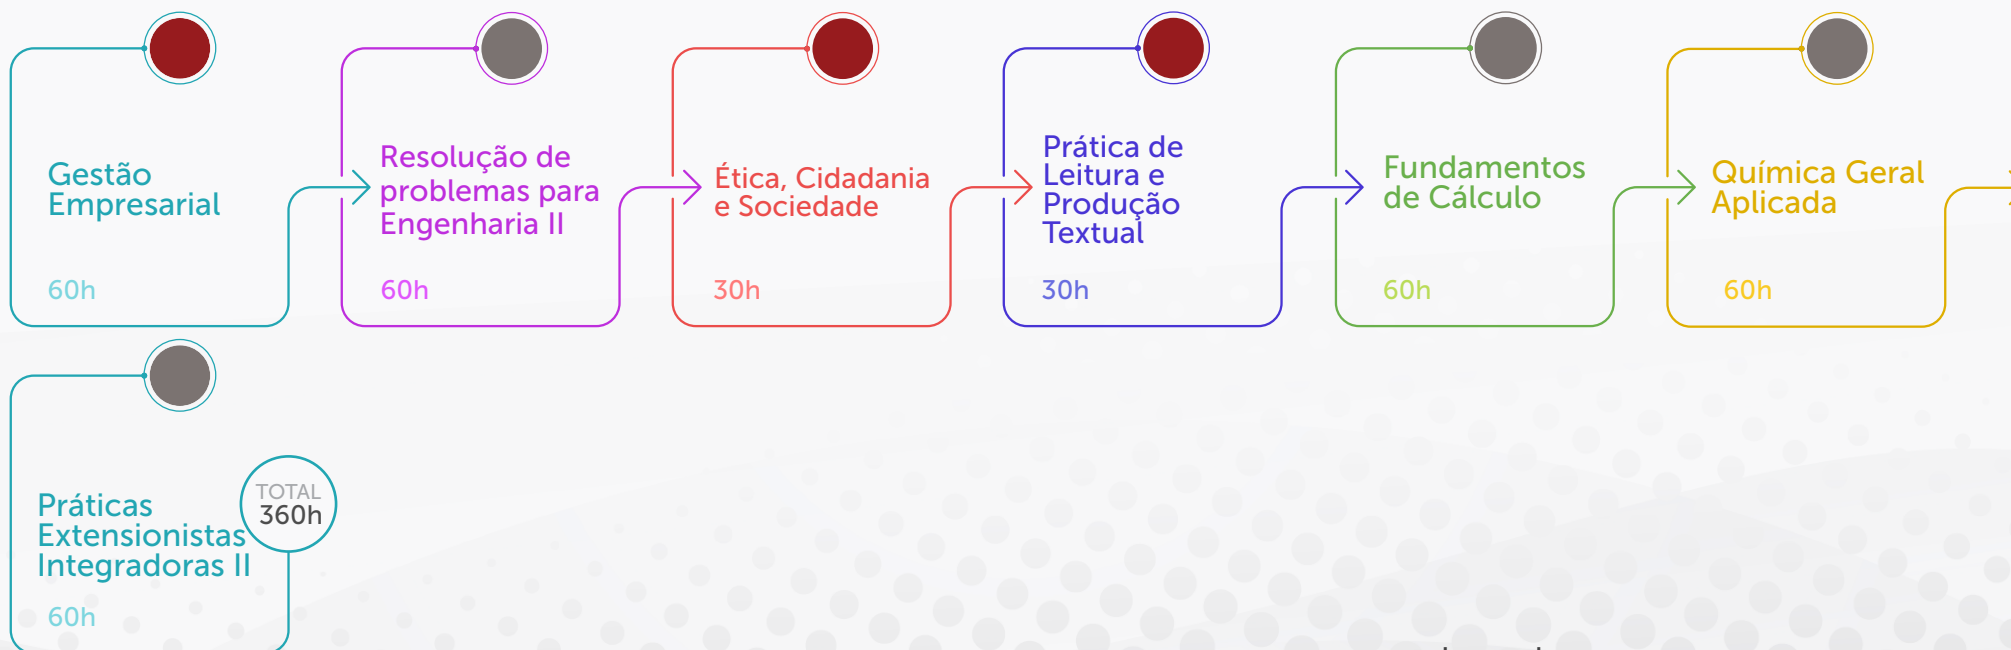 Gestão
Empresarial
60h
Resolução de
problemas para
Engenharia II
60h
Ética, Cidadania
e Sociedade
30h
Prática de
Leitura e
Produção
Textual
30h
Fundamentos
de Cálculo
60h
Química Geral
Aplicada
60h
Práticas
Extensionistas
Integradoras II
60h
TOTAL
360h